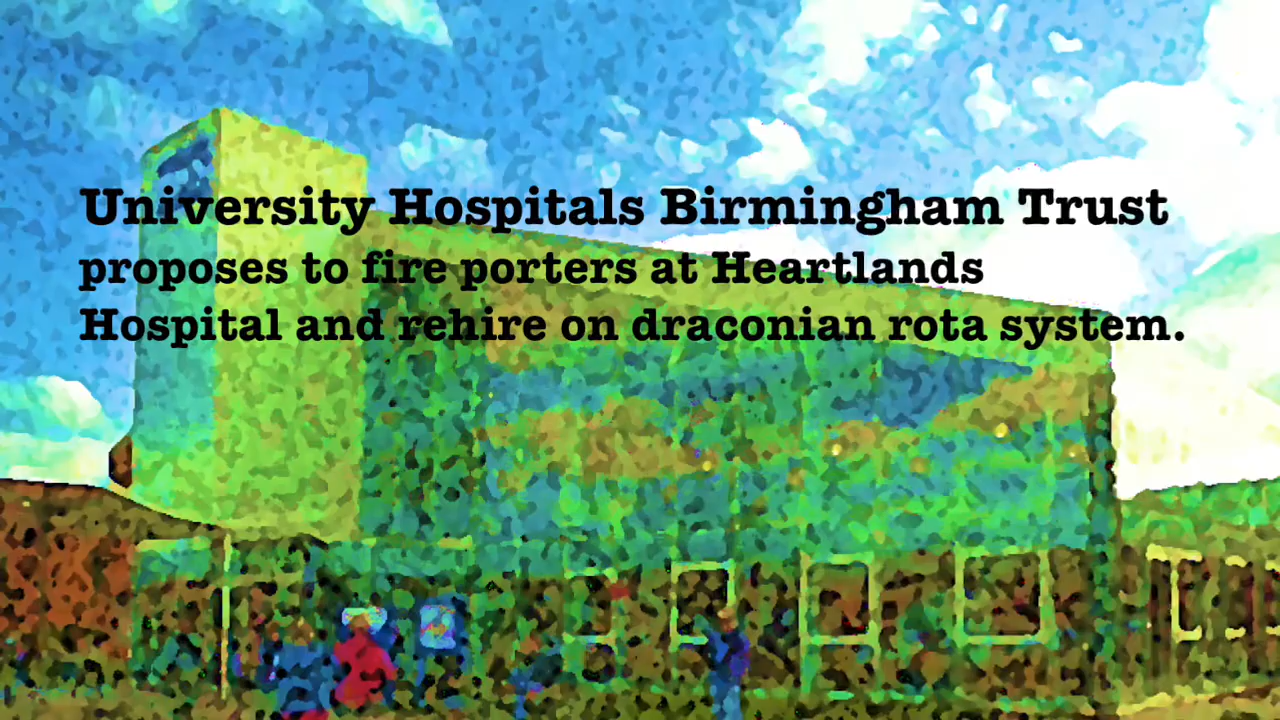 University Hospitals Birmingham Trust
proposes to fire porters at Heartlands
Hospital and rehire on draconian rota system.